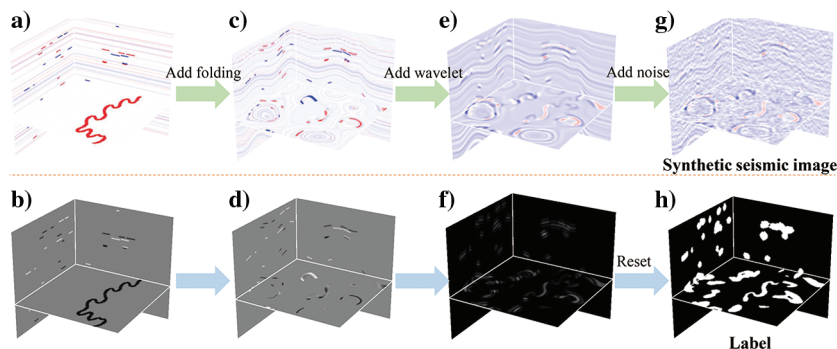 a) c) e) g)
Add folding Add wavelet Add noise
Synthetic seismic image
b) d) f) h)
Reset
Label